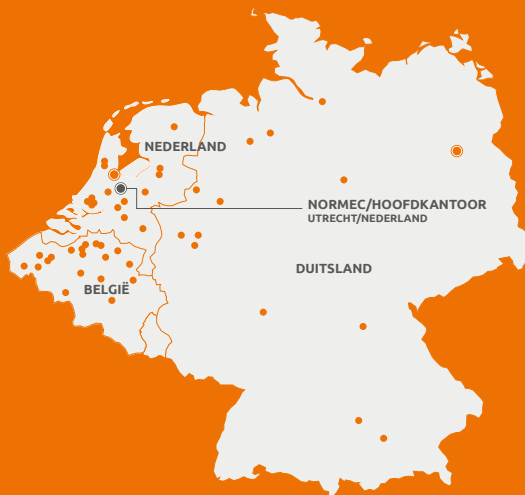 NEDERLAND
NORMEC/HOOFDKANTOOR
UTRECHT/NEDERLAND
DUITSLAND
BELGIË